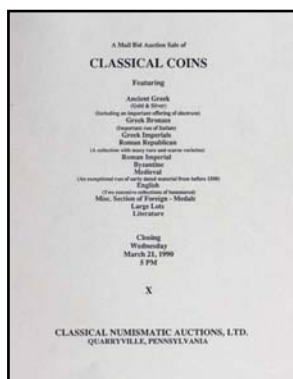 A Mail Bid Auction Sale of
CLASSICAL COINS
Featuring
Ancient Greek
(Gold & Silver)
(Including an important offering of electrum)
Greek Bronzes
(Important run of Italian)
Greek Imperials
Roman Republican
(A collection with many rare and scarce varieties)
Roman Imperial
Byzantine
Medieval
(An exceptional run of early dated material from before 1500)
English
(Two executive collections of hammered)
Misc. Section of Foreign - Medals
Large Lots
Literature
Closing
Wednesday
March 21, 1990
5 PM
X
CLASSICAL NUMISMATIC AUCTIONS, LTD.
QUARRYVILLE, PENNSYLVANIA